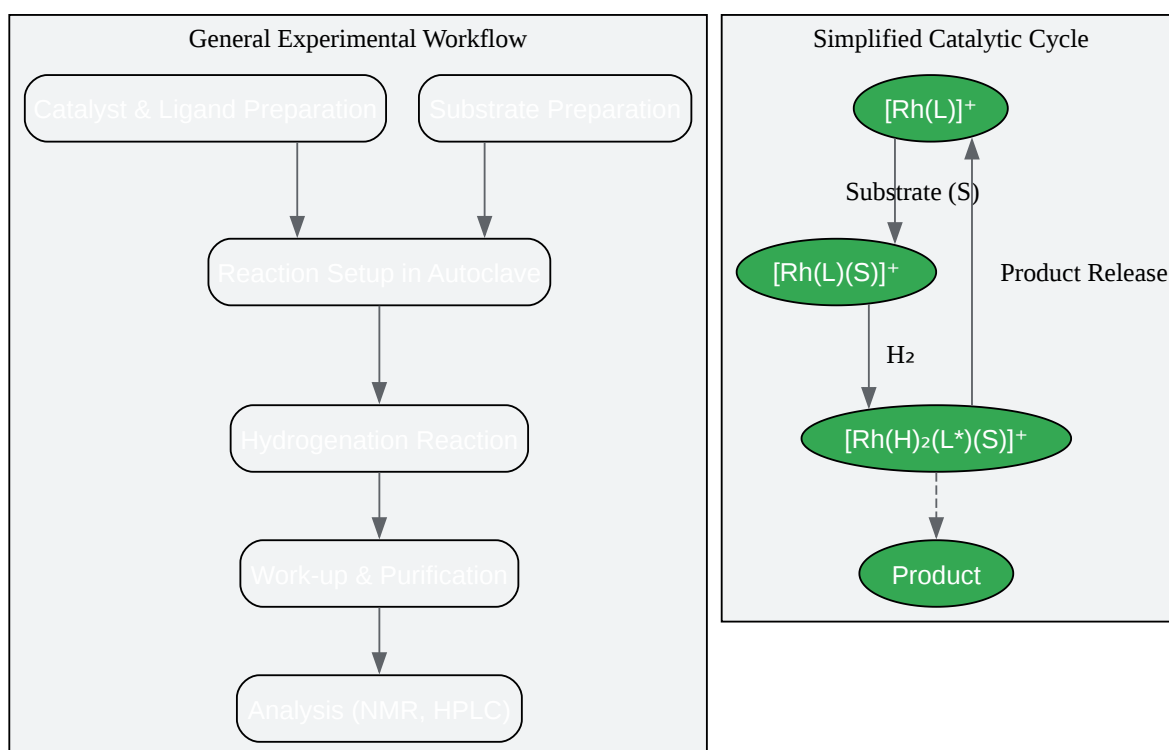 General Experimental Workflow
Catalyst & Ligand Preparation
Substrate Preparation
Reaction Setup in Autoclave
Hydrogenation Reaction
Work-up & Purification
Analysis (NMR, HPLC)
Simplified Catalytic Cycle
[Rh(L)]⁺
Substrate (S)
[Rh(L)(S)]⁺
Product Release
H₂
[Rh(H)₂(L*)(S)]⁺
Product